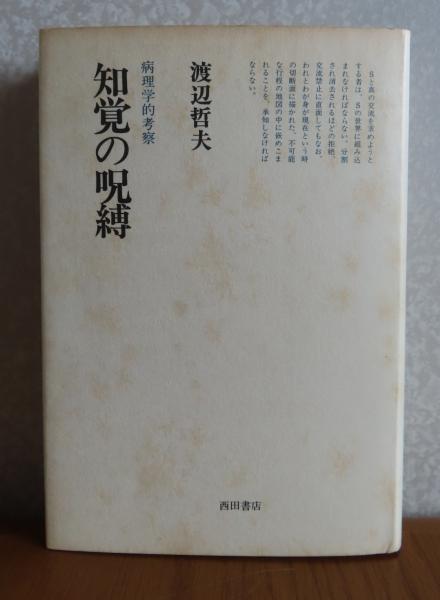 Sと真の交流を求めようと
する者は、Sの世界に組み込
まれなければならない。分割
され消去されるほどの拒絶、
交流禁止に直面してもなお、
われとわが身が現在という時
の切断面に描かれた、不可能
な行程の地図の中に嵌めこま
れることを、承知しなければ
ならない。
渡辺哲夫
病理学的考察
知覚の呪縛
西田書店